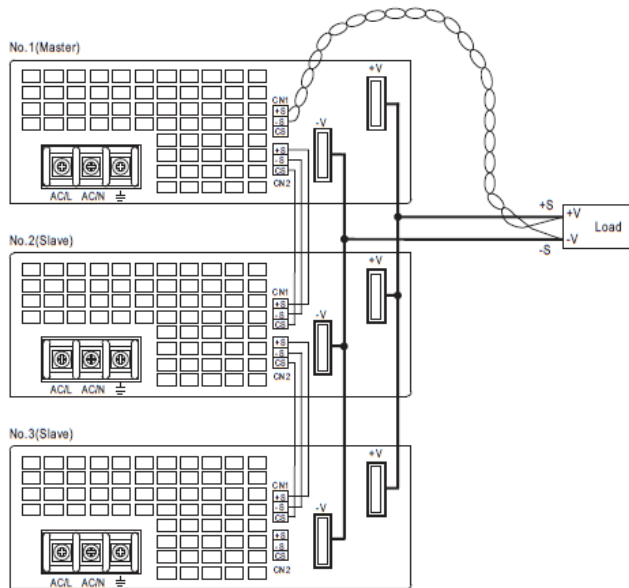 No.1(Master)
+V
CN1
+S
-S
CS
-V
+S
-S
CS
CN2
AC/L AC/N
+S
+V
Load
-V
-S
No.2(Slave)
+V
CN1
+S
-S
CS
-V
+S
-S
CS
CN2
AC/L AC/N
No.3(Slave)
+V
CN1
+S
-S
CS
-V
+S
-S
CS
CN2
AC/L AC/N